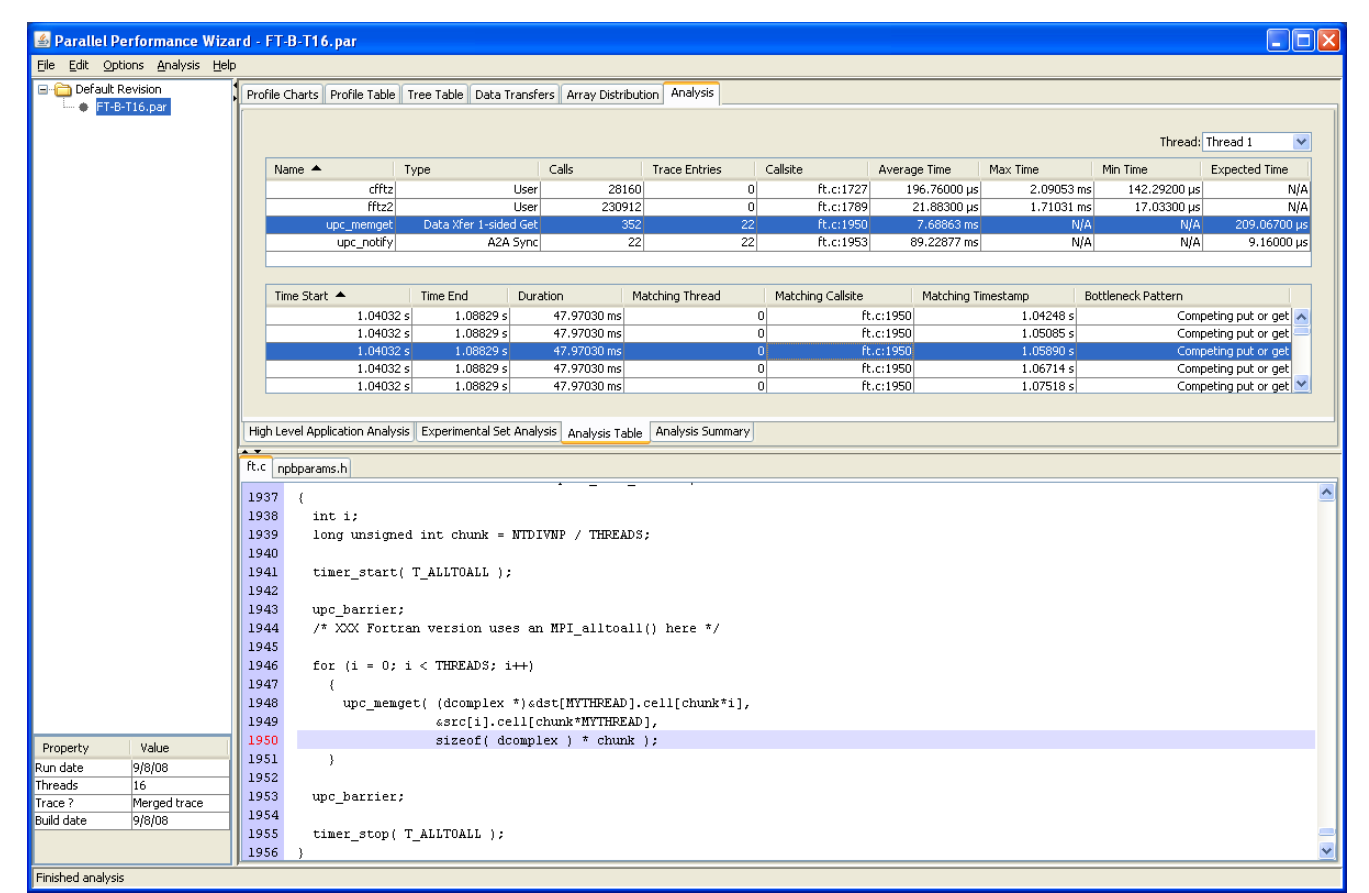 Parallel Performance Wizard - FT-B-T16.par
File Edit Options Analysis Help
Default Revision
FT-B-T16.par
Profile Charts Profile Table Tree Table Data Transfers Array Distribution Analysis
Thread: Thread 1
Name Type Calls Trace Entries Callsite Average Time Max Time Min Time Expected Time
cfftz User 28160 0 ft.c:1727 196.76000 µs 2.09053 ms 142.29200 µs N/A
fftz2 User 230912 0 ft.c:1789 21.88300 µs 1.71031 ms 17.03300 µs N/A
upc_memget Data Xfer 1-sided Get 352 22 ft.c:1950 7.68863 ms N/A N/A 209.06700 µs
upc_notify A2A Sync 22 22 ft.c:1953 89.22877 ms N/A N/A 9.16000 µs
Time Start Time End Duration Matching Thread Matching Callsite Matching Timestamp Bottleneck Pattern
1.04032 s 1.08829 s 47.97030 ms 0 ft.c:1950 1.04248 s Competing put or get
1.04032 s 1.08829 s 47.97030 ms 0 ft.c:1950 1.05085 s Competing put or get
1.04032 s 1.08829 s 47.97030 ms 0 ft.c:1950 1.05890 s Competing put or get
1.04032 s 1.08829 s 47.97030 ms 0 ft.c:1950 1.06714 s Competing put or get
1.04032 s 1.08829 s 47.97030 ms 0 ft.c:1950 1.07518 s Competing put or get
High Level Application Analysis Experimental Set Analysis Analysis Table Analysis Summary
ft.c npbparams.h
1937 {
1938 int i;
1939 long unsigned int chunk = NTDIVNP / THREADS;
1940
1941 timer_start( T_ALLTOALL );
1942
1943 upc_barrier;
1944 /* XXX Fortran version uses an MPI_alltoall() here */
1945
1946 for (i = 0; i < THREADS; i++)
1947 {
1948 upc_memget( (dcomplex *)&dst[MYTHREAD].cell[chunk*i],
1949 &src[i].cell[chunk*MYTHREAD],
1950 sizeof( dcomplex ) * chunk );
1951 }
1952
1953 upc_barrier;
1954
1955 timer_stop( T_ALLTOALL );
1956 }
Property Value
Run date 9/8/08
Threads 16
Trace ? Merged trace
Build date 9/8/08
Finished analysis